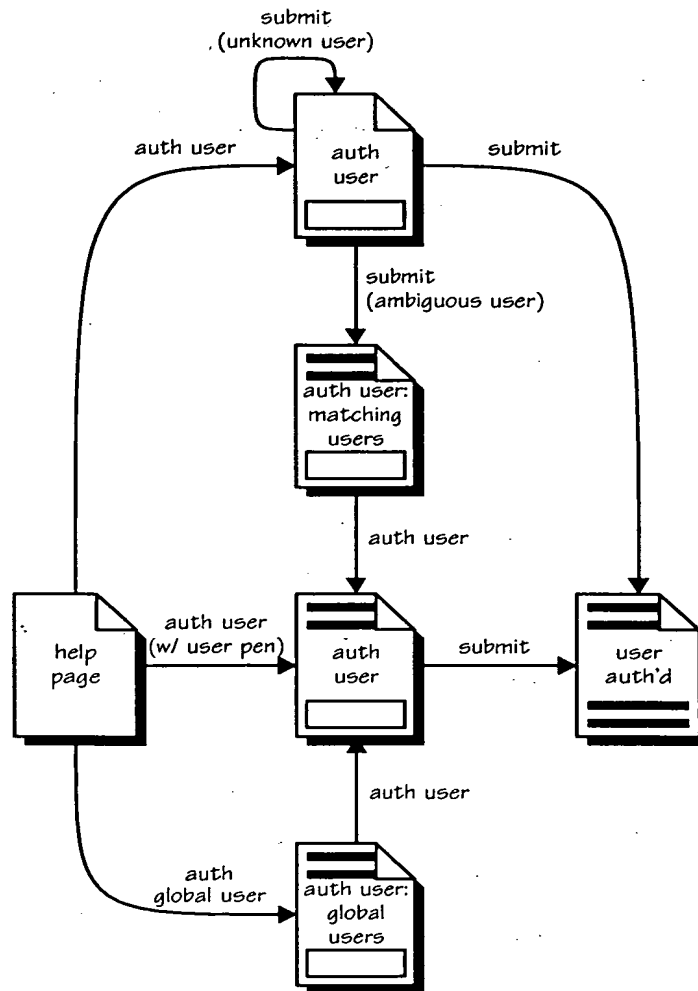 submit
(unknown user)
auth user
auth
user
submit
submit
(ambiguous user)
auth user:
matching
users
auth user
help
page
auth user
(w/ user pen)
auth
user
submit
user
auth'd
auth user
auth
global user
auth user:
global
users